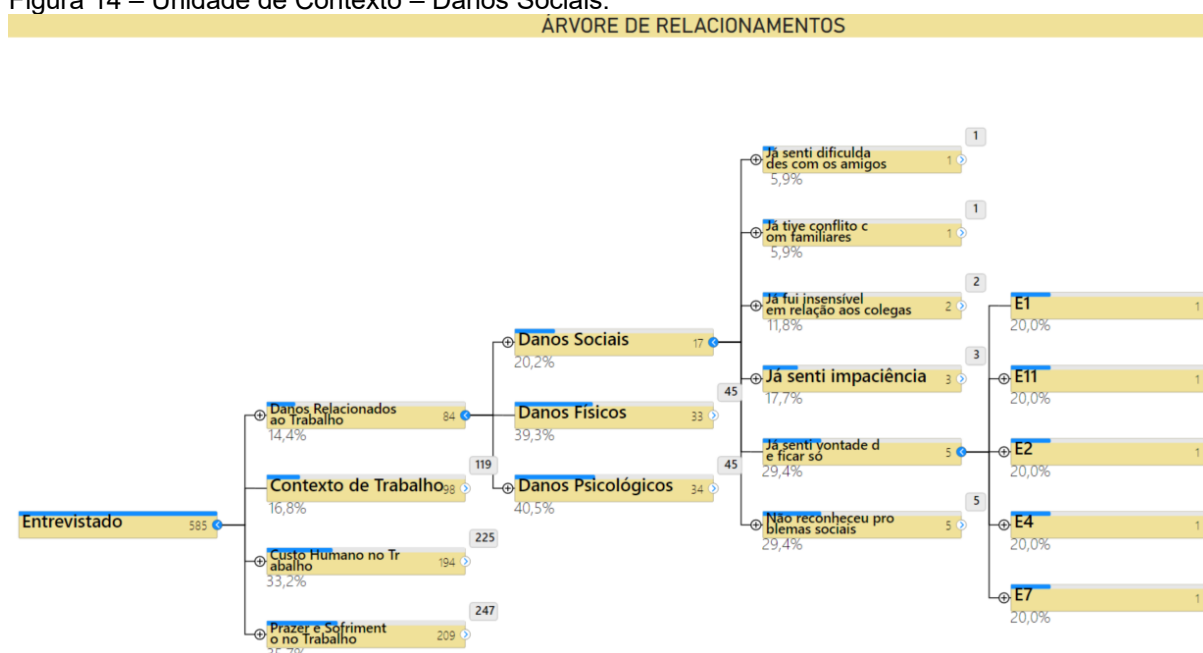 Figura 14 – Unidade de Contexto – Danos Sociais.
ÁRVORE DE RELACIONAMENTOS
Entrevistado 585
Danos Relacionados
ao Trabalho 84
14,4%
119
Contexto de Trabalho 98
16,8%
225
Custo Humano no Tr
abalho 194
33,2%
247
Prazer e Sofriment
o no Trabalho 209
35,7%
Danos Sociais 17
20,2%
45
Danos Físicos 33
39,3%
45
Danos Psicológicos 34
40,5%
1
Já senti dificulda
des com os amigos 1
5,9%
1
Já tive conflito c
om familiares 1
5,9%
2
Já fui insensível
em relação aos colegas 2
11,8%
3
Já senti impaciência 3
17,7%
Já senti vontade d
e ficar só 5
29,4%
5
Não reconheceu pro
blemas sociais 5
29,4%
E1 1
20,0%
E11 1
20,0%
E2 1
20,0%
E4 1
20,0%
E7 1
20,0%